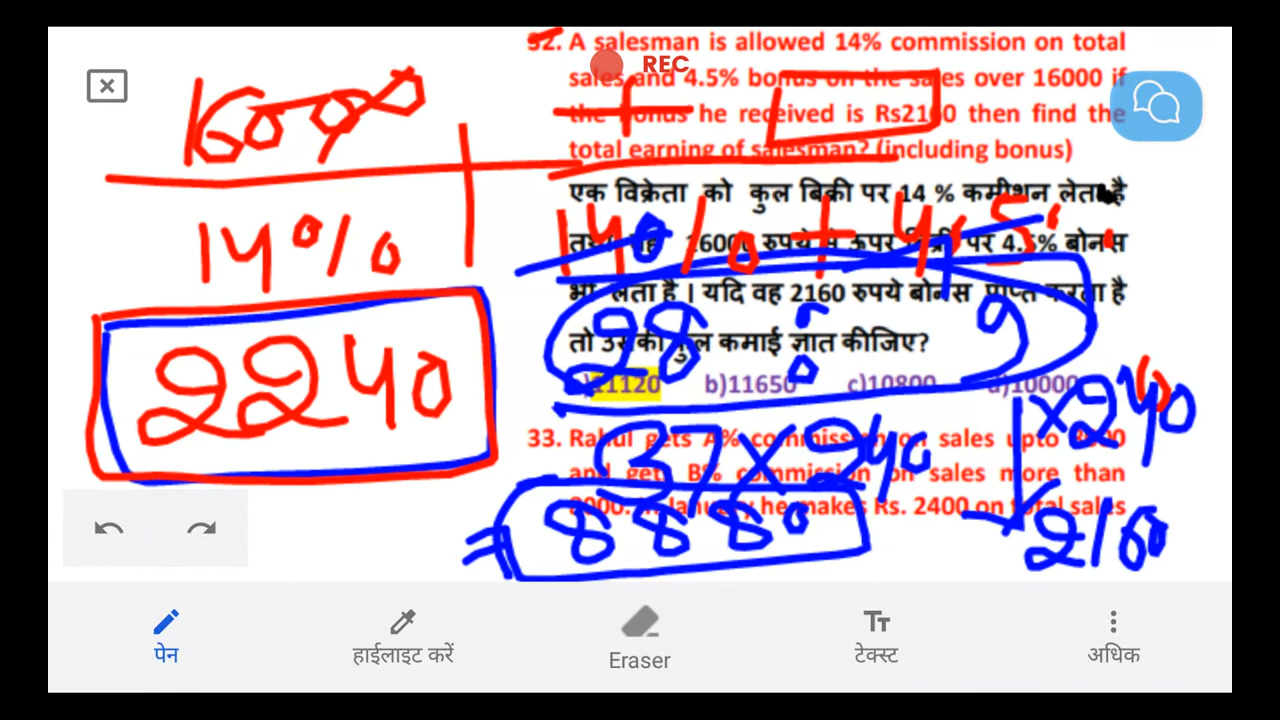 32. A salesman is allowed 14% commission on total
REC
sales and 4.5% bonus on the sales over 16000 if
the bonus he received is Rs2160 then find the
total earning of salesman? (including bonus)
16000 +
14%
2240
एक विक्रेता को कुल बिक्री पर 14 % कमीशन लेता है
16000 रुपये से ऊपर बिक्री पर 4.5% बोनस
14% + 4.5%
भी लेता है । यदि वह 2160 रुपये बोनस प्राप्त करता है
28 : 9
तो उसकी कुल कमाई ज्ञात कीजिए?
a)11120 b)11650 c)10800 d)10000
×240
2160
37×240
= 8880
33. Rahul gets A% commission on sales upto 8000
and gets B% commission on sales more than
8000. In January he makes Rs. 2400 on total sales
पेन हाईलाइट करें Eraser टेक्स्ट अधिक